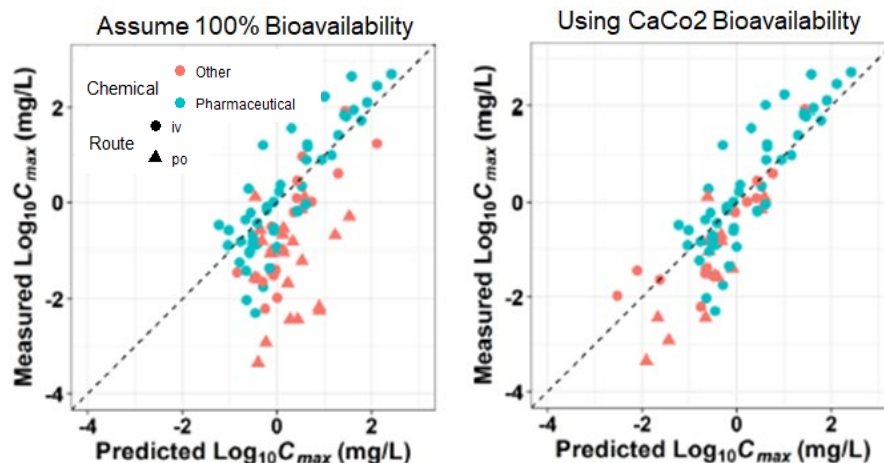 Assume 100% Bioavailability
Measured Log10Cmax (mg/L)
2
0
-2
-4
Chemical
Other
Pharmaceutical
Route
iv
po
-4 -2 0 2
Predicted Log10Cmax (mg/L)
Using CaCo2 Bioavailability
Measured Log10Cmax (mg/L)
2
0
-2
-4
-4 -2 0 2
Predicted Log10Cmax (mg/L)